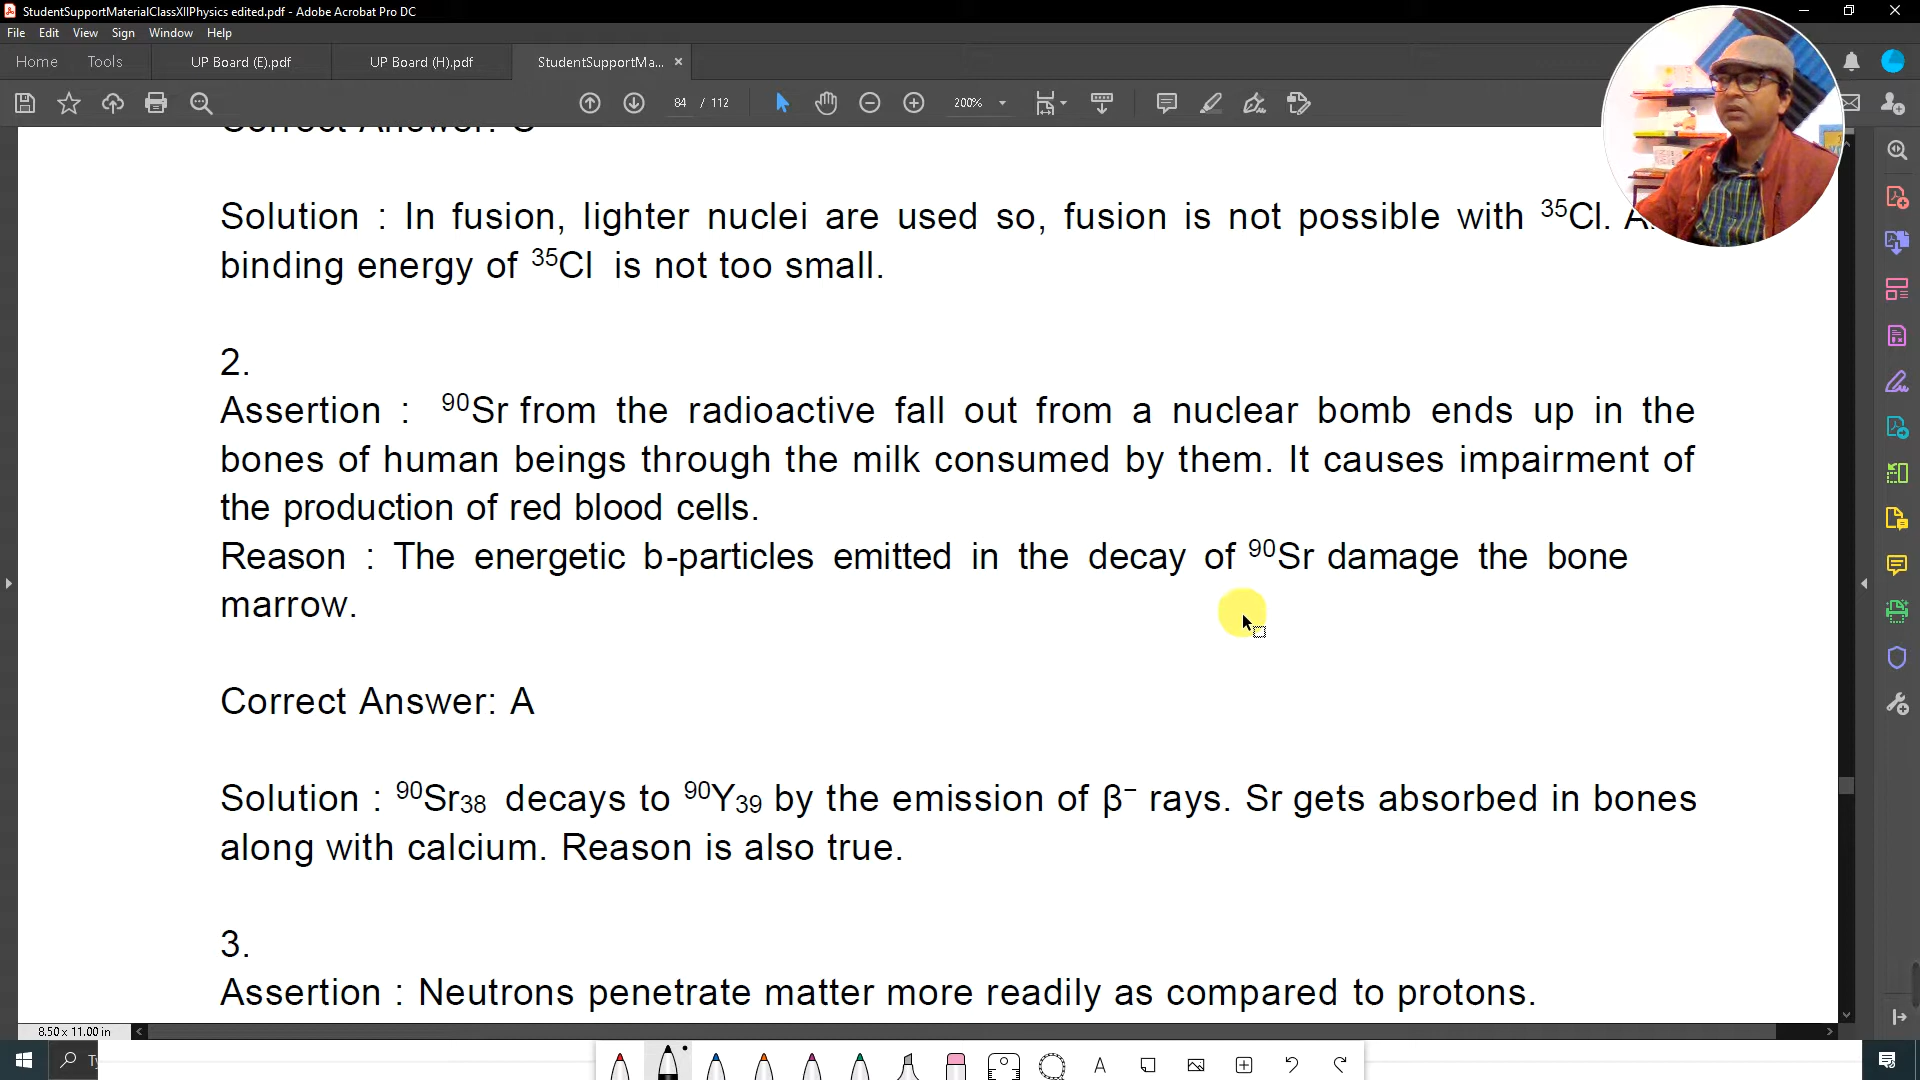 StudentSupportMaterialClassXIIPhysics edited.pdf - Adobe Acrobat Pro DC
File Edit View Sign Window Help
Home Tools UP Board (E).pdf UP Board (H).pdf StudentSupportMa... ×
84 / 112 200%
Correct Answer: C
Solution : In fusion, lighter nuclei are used so, fusion is not possible with ³⁵Cl.
binding energy of ³⁵Cl is not too small.
2.
Assertion : ⁹⁰Sr from the radioactive fall out from a nuclear bomb ends up in the
bones of human beings through the milk consumed by them. It causes impairment of
the production of red blood cells.
Reason : The energetic b-particles emitted in the decay of ⁹⁰Sr damage the bone
marrow.
Correct Answer: A
Solution : ⁹⁰Sr₃₈ decays to ⁹⁰Y₃₉ by the emission of β⁻ rays. Sr gets absorbed in bones
along with calcium. Reason is also true.
3.
Assertion : Neutrons penetrate matter more readily as compared to protons.
8.50 x 11.00 in